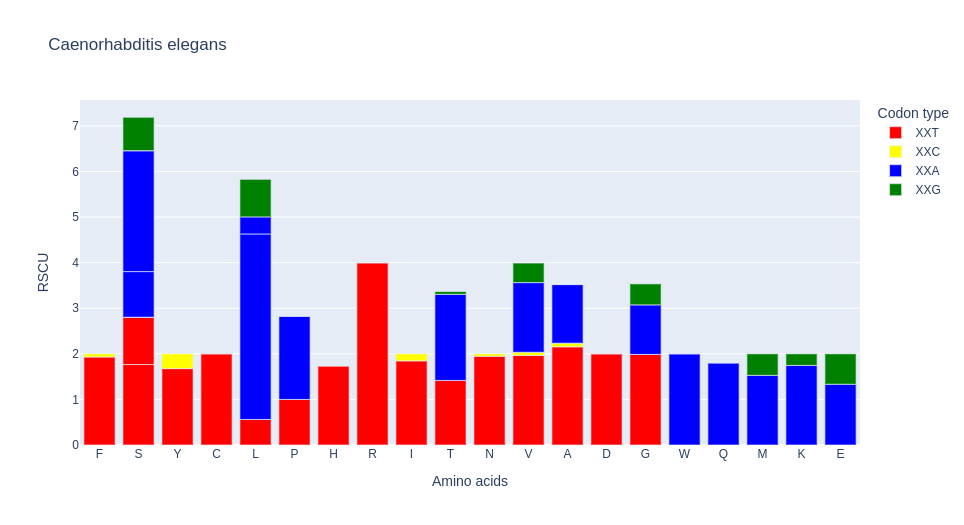 Caenorhabditis elegans
Codon type
XXT
XXC
XXA
XXG
RSCU
7
6
5
4
3
2
1
0
F S Y C L P H R I T N V A D G W Q M K E
Amino acids